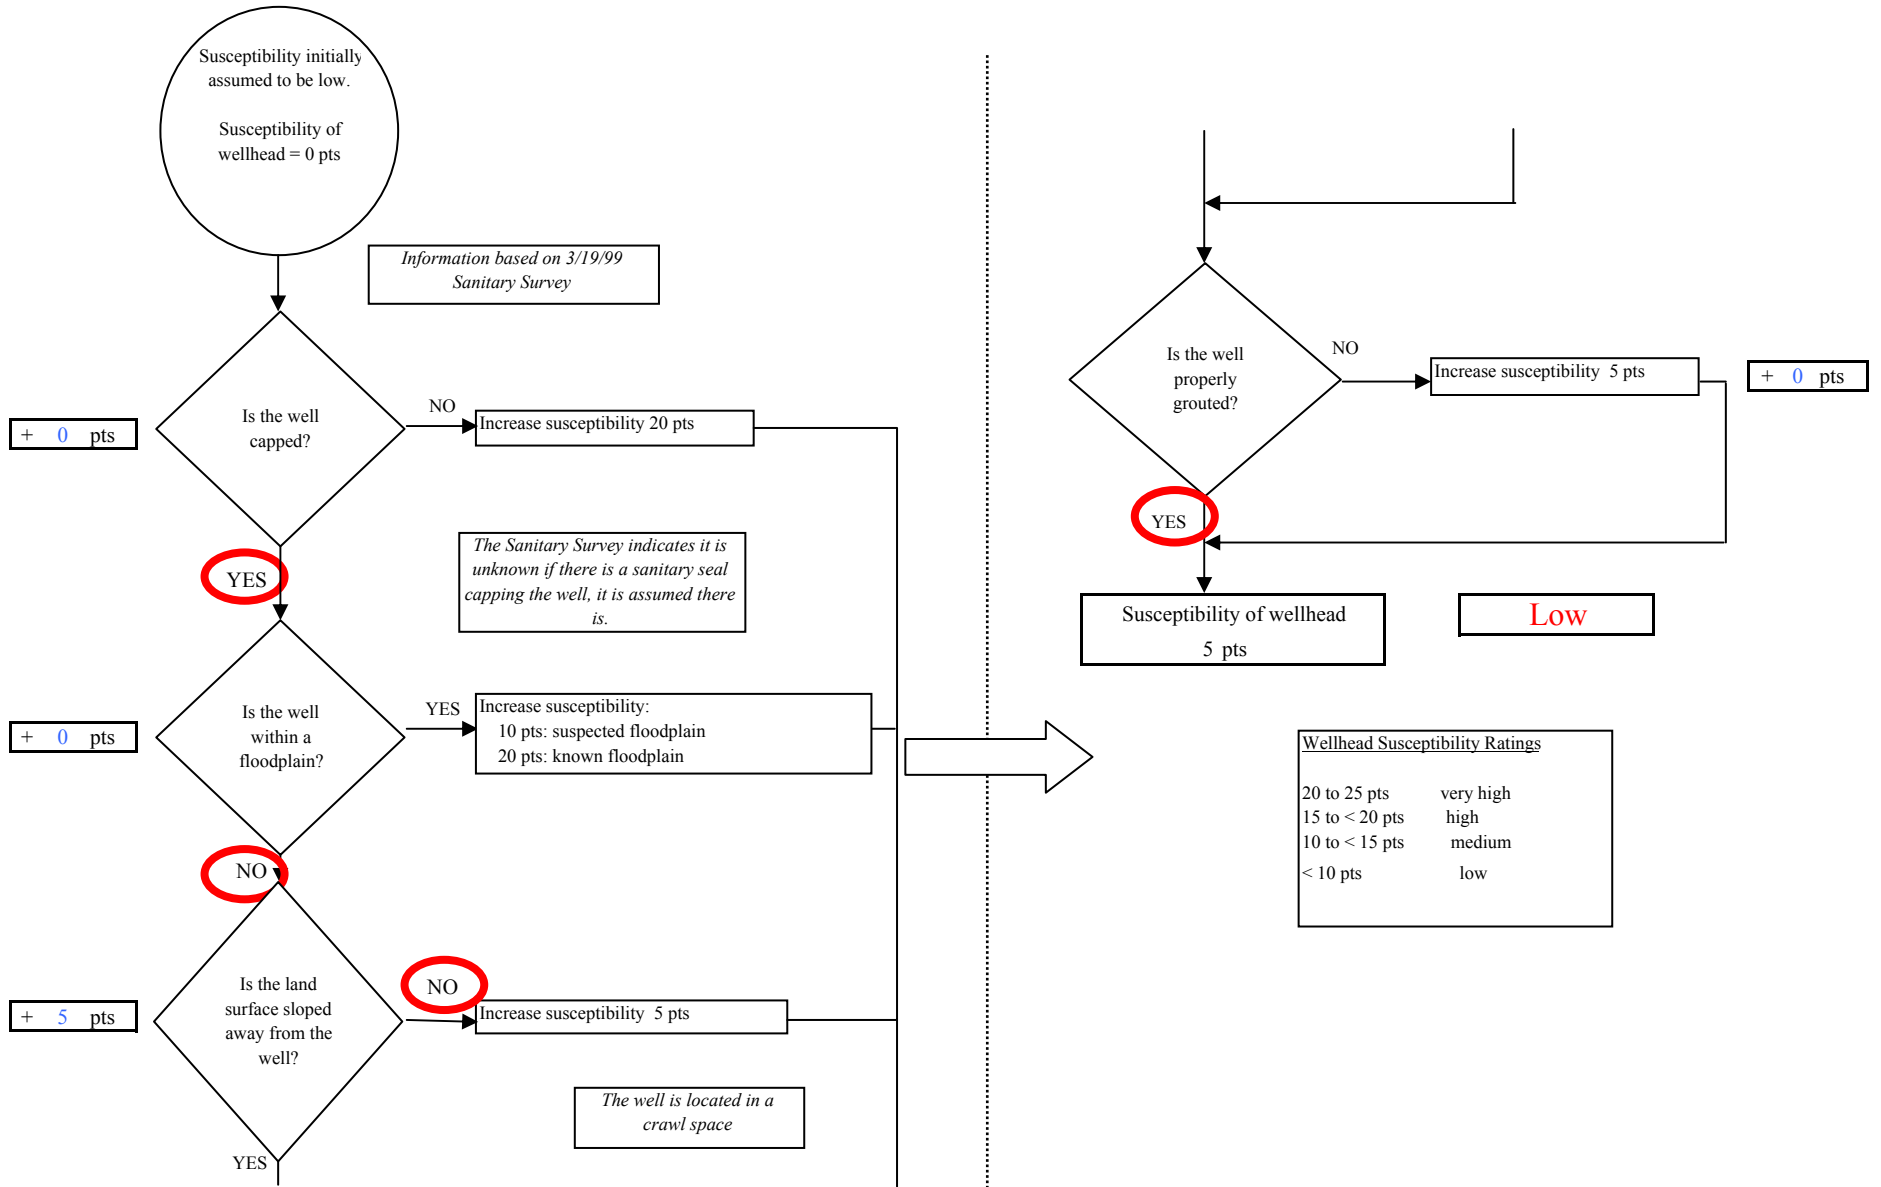 Susceptibility initially
assumed to be low.
Susceptibility of
wellhead = 0 pts
Information based on 3/19/99
Sanitary Survey
Is the well
capped?
+ 0 pts
NO
Increase susceptibility 20 pts
YES
The Sanitary Survey indicates it is
unknown if there is a sanitary seal
capping the well, it is assumed there
is.
Is the well
within a
floodplain?
+ 0 pts
YES
Increase susceptibility:
10 pts: suspected floodplain
20 pts: known floodplain
NO
Is the land
surface sloped
away from the
well?
+ 5 pts
NO
Increase susceptibility 5 pts
The well is located in a
crawl space
YES
Is the well
properly
grouted?
NO
Increase susceptibility 5 pts
+ 0 pts
YES
Susceptibility of wellhead
5 pts
Low
Wellhead Susceptibility Ratings
20 to 25 pts very high
15 to < 20 pts high
10 to < 15 pts medium
< 10 pts low